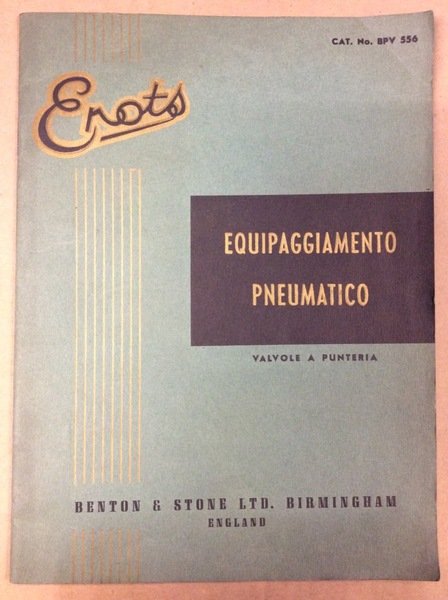 CAT. No. BPV 556
Enots
EQUIPAGGIAMENTO
PNEUMATICO
VALVOLE A PUNTERIA
BENTON & STONE LTD. BIRMINGHAM
ENGLAND